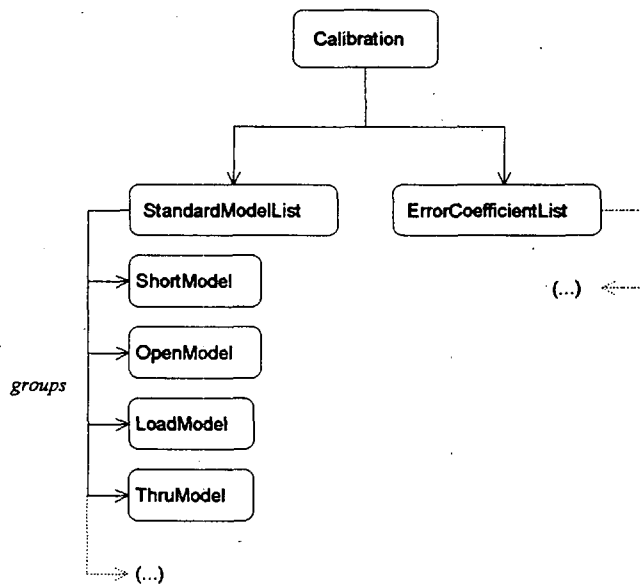 Calibration
StandardModelList
ErrorCoefficientList
ShortModel
(...)
OpenModel
groups
LoadModel
ThruModel
(...)